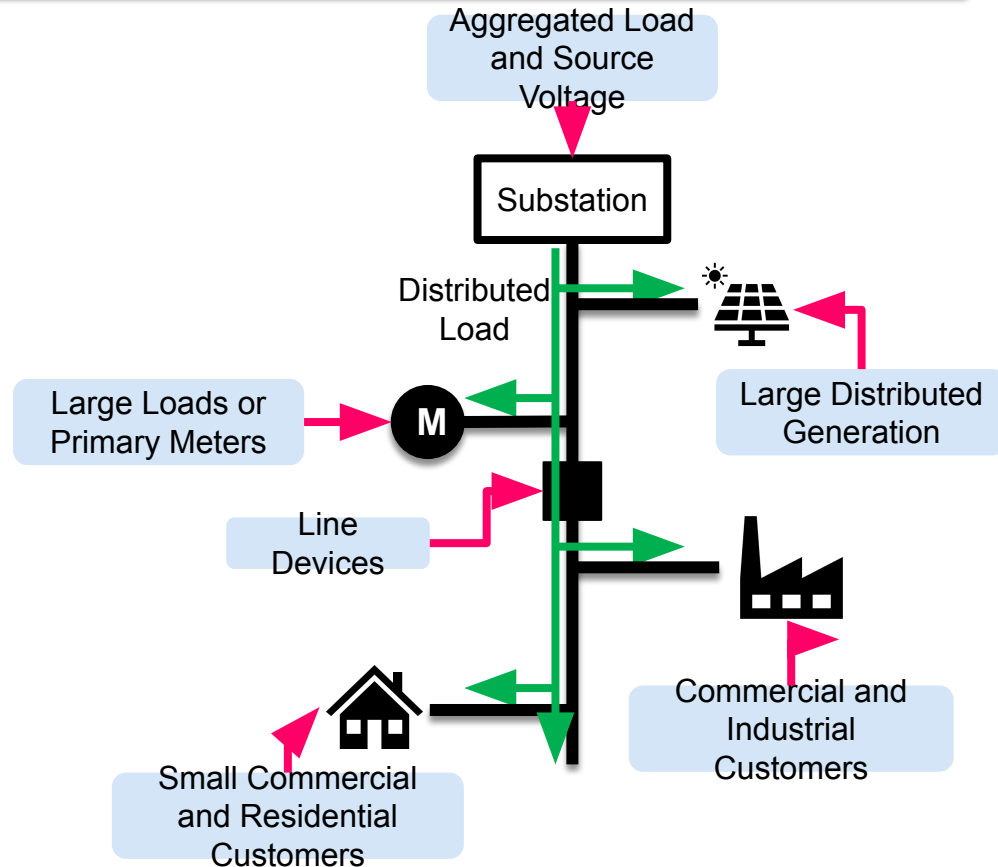 Aggregated Load
and Source
Voltage
Substation
Distributed
Load
Large Loads or
Primary Meters
M
Large Distributed
Generation
Line
Devices
Commercial and
Industrial
Customers
Small Commercial
and Residential
Customers